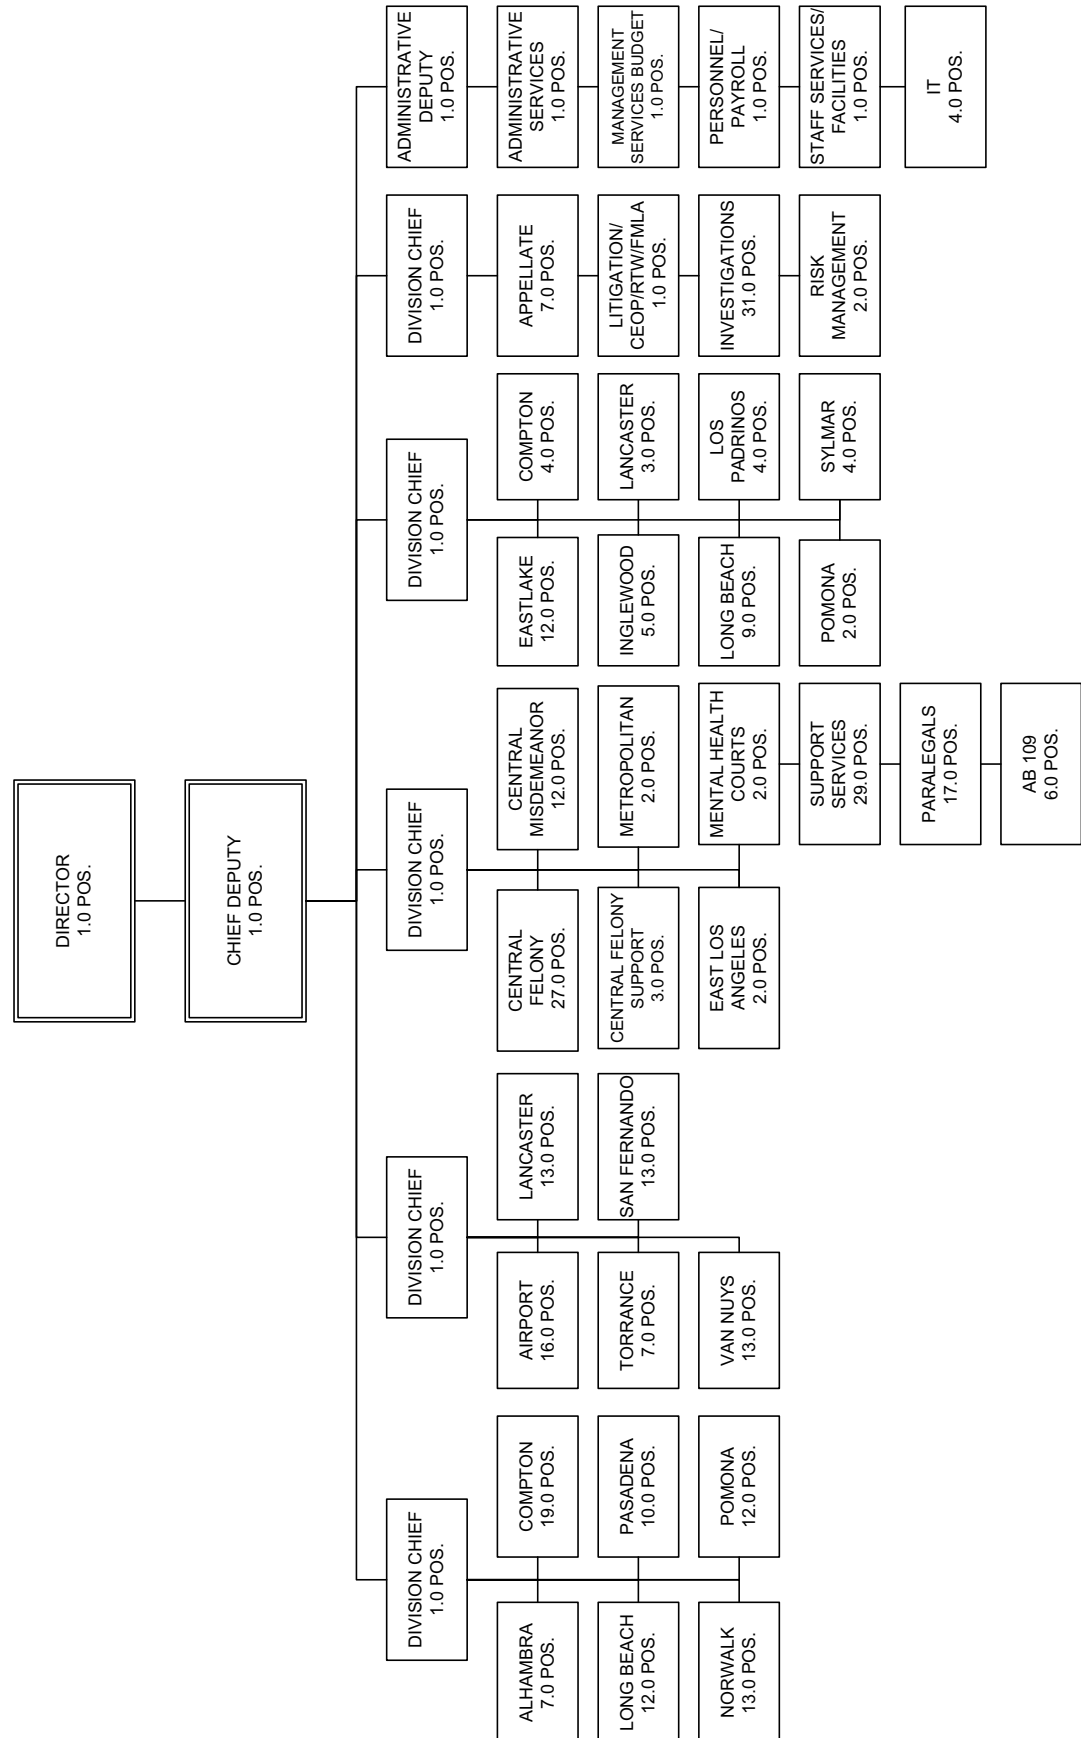 DIRECTOR
1.0 POS.
CHIEF DEPUTY
1.0 POS.
DIVISION CHIEF
1.0 POS.
ALHAMBRA
7.0 POS.
COMPTON
19.0 POS.
LONG BEACH
12.0 POS.
PASADENA
10.0 POS.
NORWALK
13.0 POS.
POMONA
12.0 POS.
DIVISION CHIEF
1.0 POS.
AIRPORT
16.0 POS.
LANCASTER
13.0 POS.
TORRANCE
7.0 POS.
SAN FERNANDO
13.0 POS.
VAN NUYS
13.0 POS.
DIVISION CHIEF
1.0 POS.
CENTRAL
FELONY
27.0 POS.
CENTRAL
MISDEMEANOR
12.0 POS.
CENTRAL FELONY
SUPPORT
3.0 POS.
METROPOLITAN
2.0 POS.
EAST LOS
ANGELES
2.0 POS.
MENTAL HEALTH
COURTS
2.0 POS.
SUPPORT
SERVICES
29.0 POS.
PARALEGALS
17.0 POS.
AB 109
6.0 POS.
DIVISION CHIEF
1.0 POS.
EASTLAKE
12.0 POS.
COMPTON
4.0 POS.
INGLEWOOD
5.0 POS.
LANCASTER
3.0 POS.
LONG BEACH
9.0 POS.
LOS
PADRINOS
4.0 POS.
POMONA
2.0 POS.
SYLMAR
4.0 POS.
DIVISION CHIEF
1.0 POS.
APPELLATE
7.0 POS.
LITIGATION/
CEOP/RTW/FMLA
1.0 POS.
INVESTIGATIONS
31.0 POS.
RISK
MANAGEMENT
2.0 POS.
ADMINISTRATIVE
DEPUTY
1.0 POS.
ADMINISTRATIVE
SERVICES
1.0 POS.
MANAGEMENT
SERVICES BUDGET
1.0 POS.
PERSONNEL/
PAYROLL
1.0 POS.
STAFF SERVICES/
FACILITIES
1.0 POS.
IT
4.0 POS.